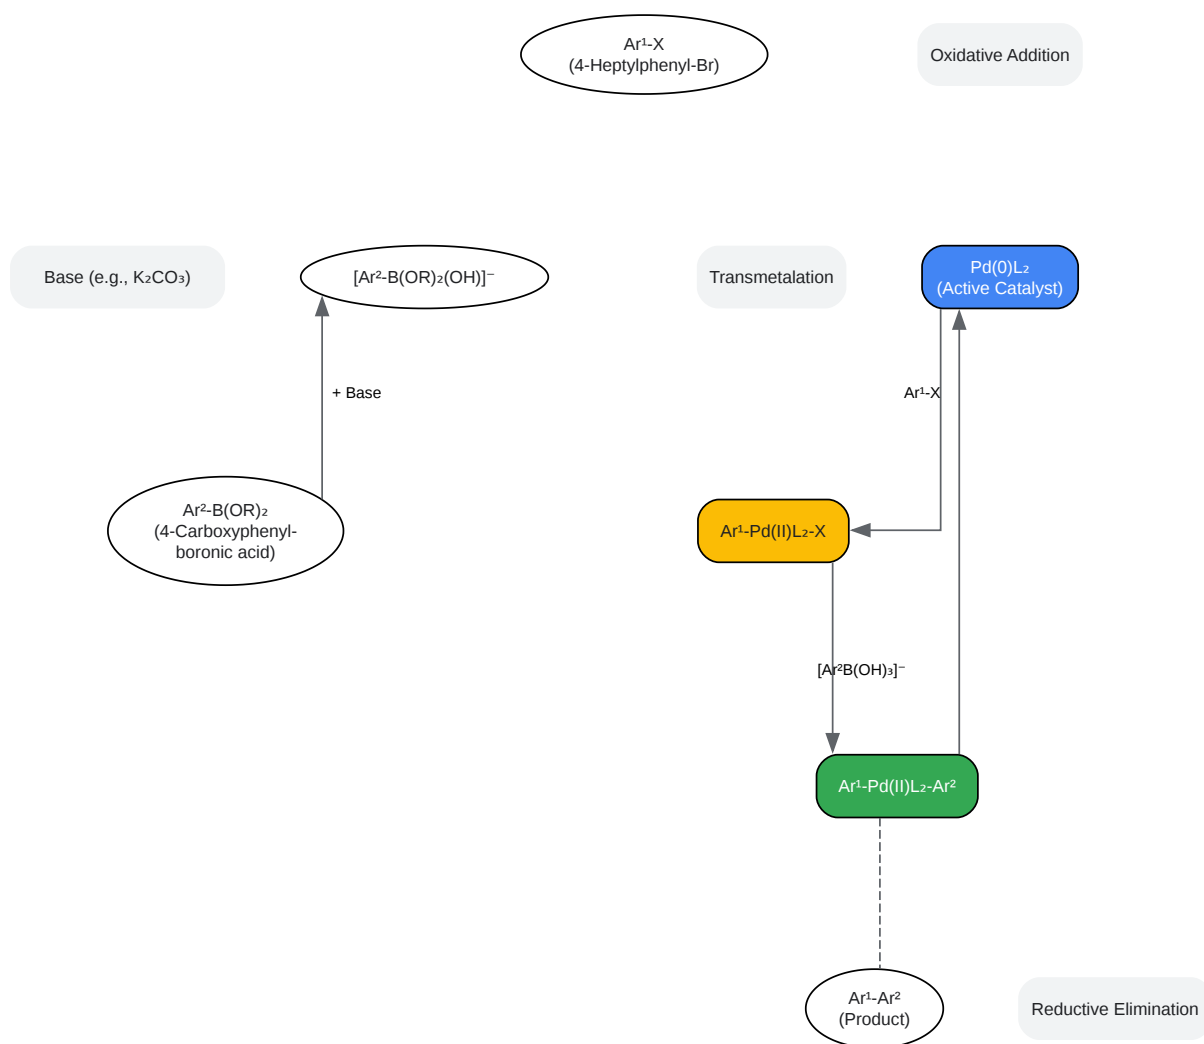 Ar¹-X
(4-Heptylphenyl-Br)
Oxidative Addition
Base (e.g., K₂CO₃)
[Ar²-B(OR)₂(OH)]⁻
Transmetalation
Pd(0)L₂
(Active Catalyst)
+ Base
Ar¹-X
Ar²-B(OR)₂
(4-Carboxyphenyl-
boronic acid)
Ar¹-Pd(II)L₂-X
[Ar²B(OH)₃]⁻
Ar¹-Pd(II)L₂-Ar²
Ar¹-Ar²
(Product)
Reductive Elimination